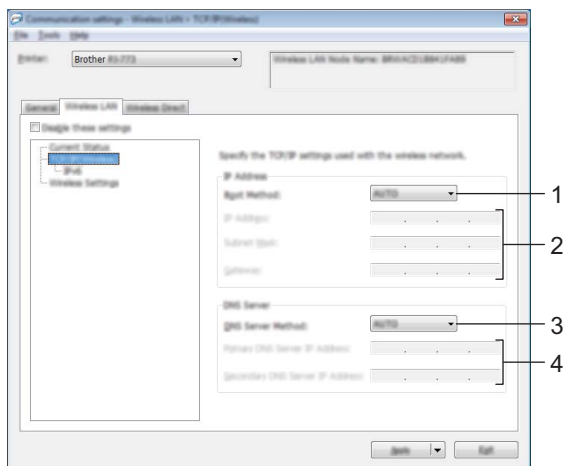 Communication settings - Wireless LAN > TCP/IP(Wireless)
File Tools Help
Printer:
Brother RJ-773
Wireless LAN Node Name:
General
Wireless LAN
Wireless Direct
Disable these settings
Current Status
TCP/IP(Wireless)
IPv6
Wireless Settings
Specify the TCP/IP settings used with the wireless network.
IP Address
Boot Method:
AUTO
1
IP Address:
Subnet Mask:
2
Gateway:
DNS Server
DNS Server Method:
AUTO
3
Primary DNS Server IP Address:
4
Secondary DNS Server IP Address:
Apply
Exit